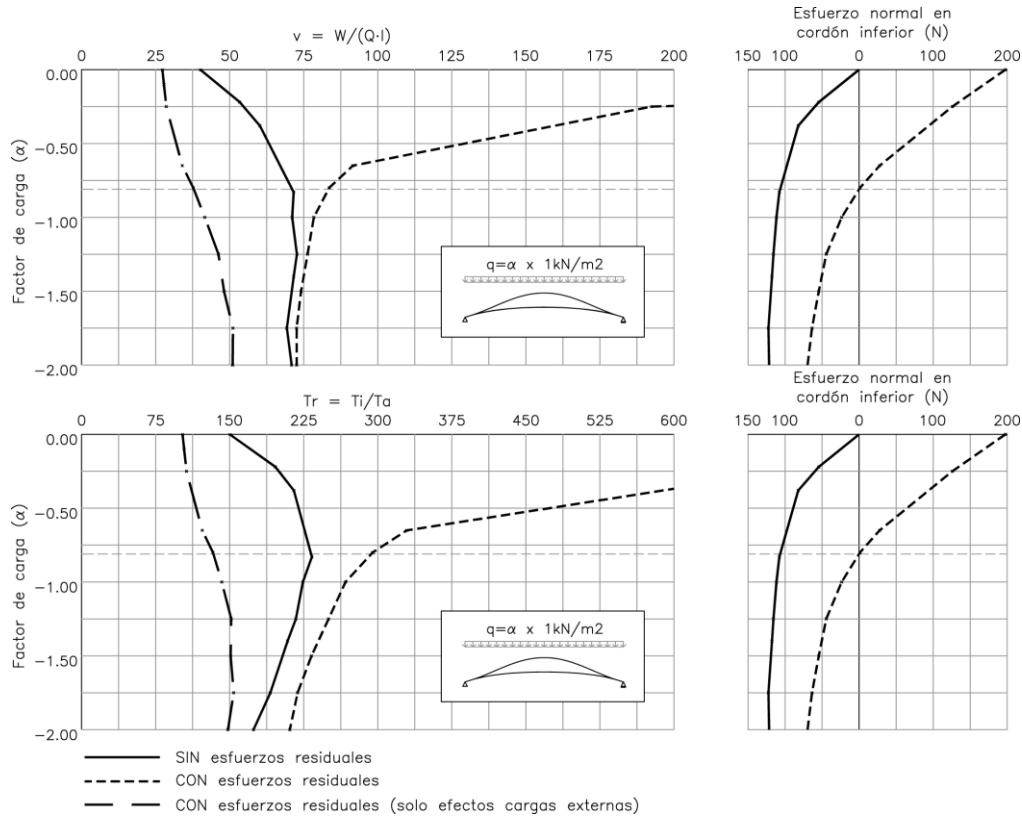 v = W/(Q·l)
0 25 50 75 100 125 150 175 200
Factor de carga (α)
0.00
−0.50
−1.00
−1.50
−2.00
q=α x 1kN/m2
Esfuerzo normal en
cordón inferior (N)
150 100 50 0 50 100 150 200
Tr = Ti/Ta
0 75 150 225 300 375 450 525 600
Factor de carga (α)
0.00
−0.50
−1.00
−1.50
−2.00
q=α x 1kN/m2
Esfuerzo normal en
cordón inferior (N)
150 100 50 0 50 100 150 200
SIN esfuerzos residuales
CON esfuerzos residuales
CON esfuerzos residuales (solo efectos cargas externas)